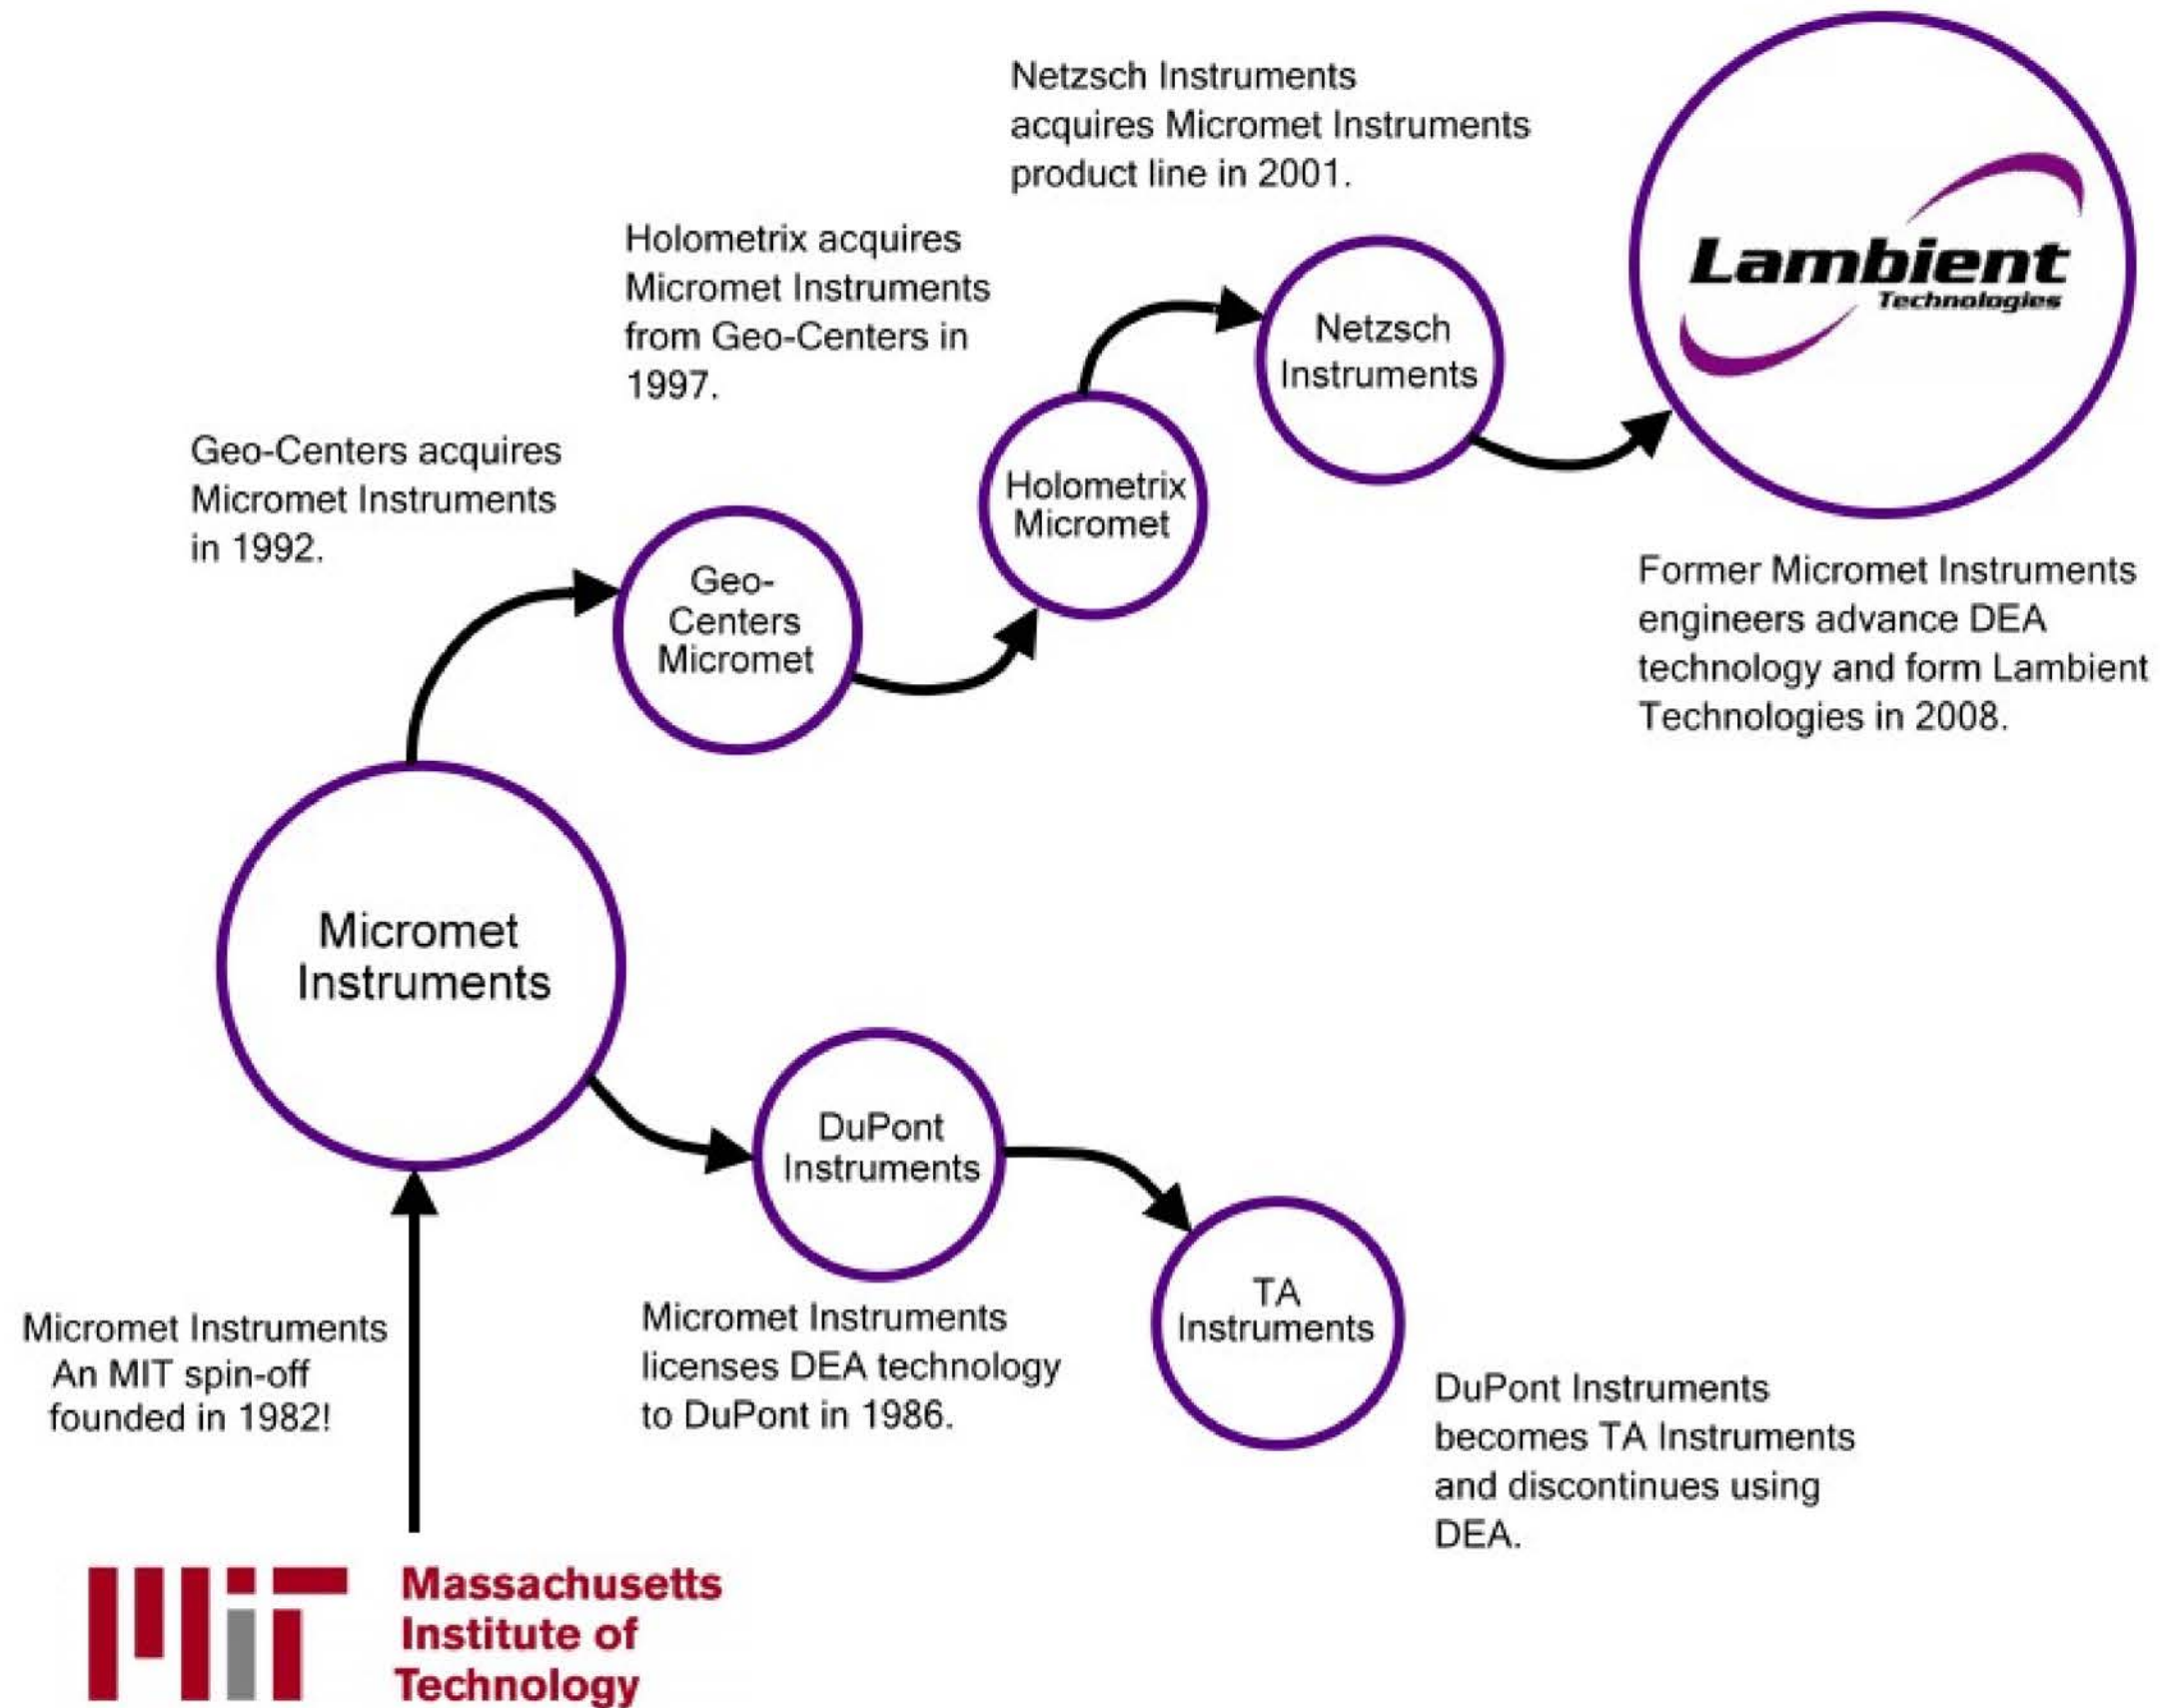 Netzsch Instruments
acquires Micromet Instruments
product line in 2001.
Lambient
Technologies
Holometrix acquires
Micromet Instruments
from Geo-Centers in
1997.
Netzsch
Instruments
Geo-Centers acquires
Micromet Instruments
in 1992.
Holometrix
Micromet
Geo-
Centers
Micromet
Former Micromet Instruments
engineers advance DEA
technology and form Lambient
Technologies in 2008.
Micromet
Instruments
DuPont
Instruments
TA
Instruments
Micromet Instruments
An MIT spin-off
founded in 1982!
Micromet Instruments
licenses DEA technology
to DuPont in 1986.
DuPont Instruments
becomes TA Instruments
and discontinues using
DEA.
MIT
Massachusetts
Institute of
Technology